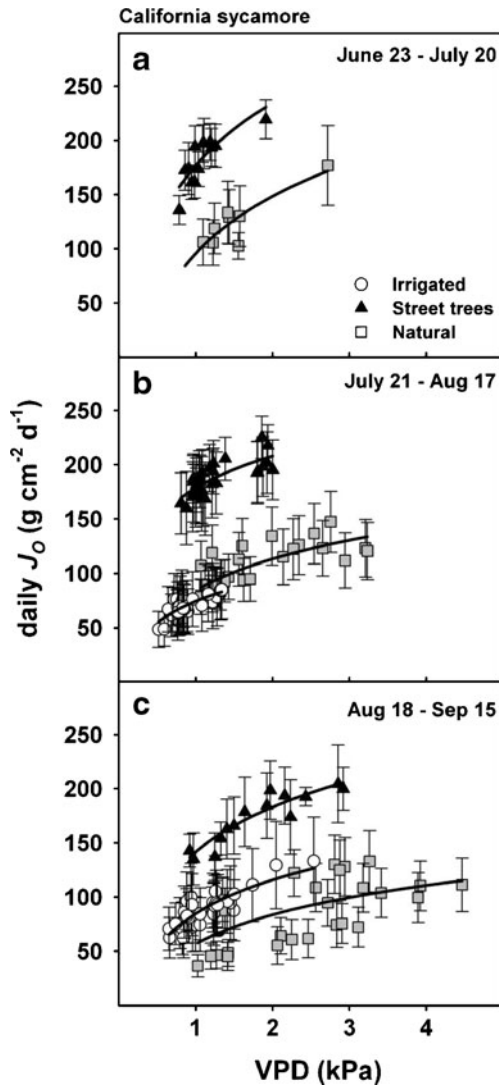 California sycamore
a
June 23 - July 20
250
200
150
100
50
Irrigated
Street trees
Natural
b
July 21 - Aug 17
250
200
150
100
50
daily J_O (g cm⁻² d⁻¹)
c
Aug 18 - Sep 15
250
200
150
100
50
1 2 3 4
VPD (kPa)